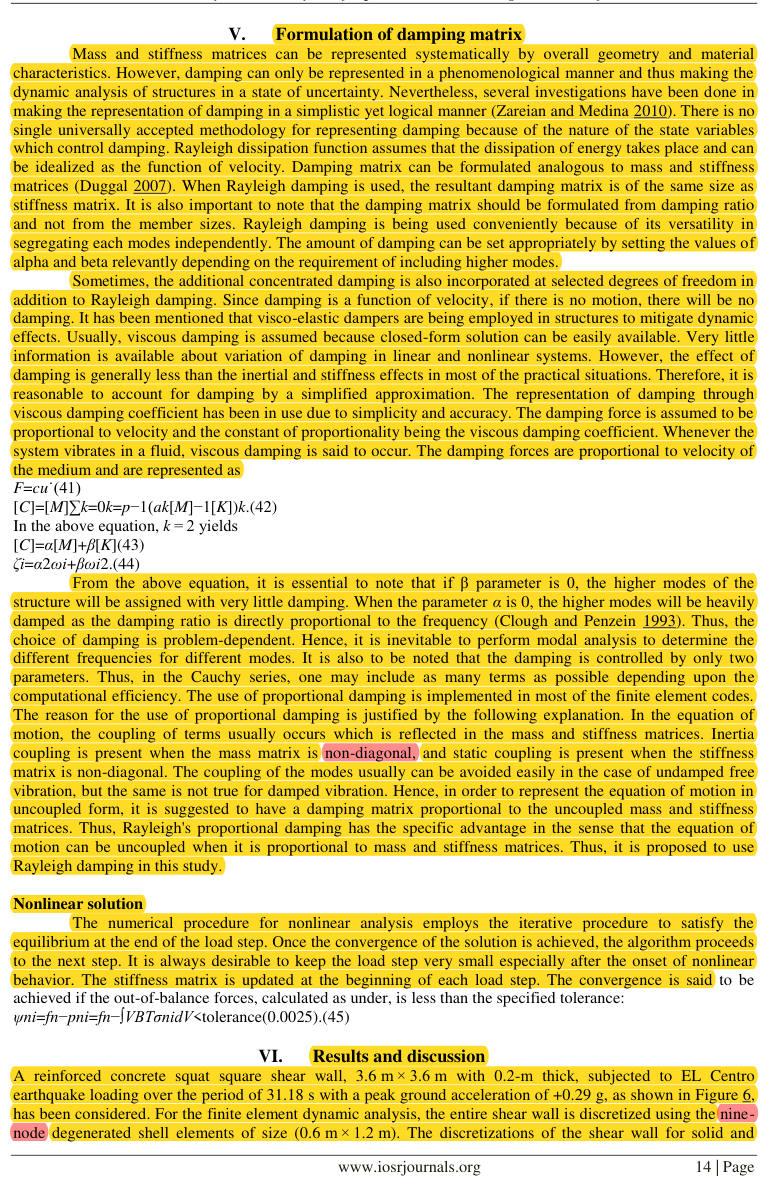 V. Formulation of damping matrix
Mass and stiffness matrices can be represented systematically by overall geometry and material
characteristics. However, damping can only be represented in a phenomenological manner and thus making the
dynamic analysis of structures in a state of uncertainty. Nevertheless, several investigations have been done in
making the representation of damping in a simplistic yet logical manner (Zareian and Medina 2010). There is no
single universally accepted methodology for representing damping because of the nature of the state variables
which control damping. Rayleigh dissipation function assumes that the dissipation of energy takes place and can
be idealized as the function of velocity. Damping matrix can be formulated analogous to mass and stiffness
matrices (Duggal 2007). When Rayleigh damping is used, the resultant damping matrix is of the same size as
stiffness matrix. It is also important to note that the damping matrix should be formulated from damping ratio
and not from the member sizes. Rayleigh damping is being used conveniently because of its versatility in
segregating each modes independently. The amount of damping can be set appropriately by setting the values of
alpha and beta relevantly depending on the requirement of including higher modes.
Sometimes, the additional concentrated damping is also incorporated at selected degrees of freedom in
addition to Rayleigh damping. Since damping is a function of velocity, if there is no motion, there will be no
damping. It has been mentioned that visco-elastic dampers are being employed in structures to mitigate dynamic
effects. Usually, viscous damping is assumed because closed-form solution can be easily available. Very little
information is available about variation of damping in linear and nonlinear systems. However, the effect of
damping is generally less than the inertial and stiffness effects in most of the practical situations. Therefore, it is
reasonable to account for damping by a simplified approximation. The representation of damping through
viscous damping coefficient has been in use due to simplicity and accuracy. The damping force is assumed to be
proportional to velocity and the constant of proportionality being the viscous damping coefficient. Whenever the
system vibrates in a fluid, viscous damping is said to occur. The damping forces are proportional to velocity of
the medium and are represented as
F=cu˙(41)
[C]=[M]∑k=0k=p−1(ak[M]−1[K])k.(42)
In the above equation, k = 2 yields
[C]=α[M]+β[K](43)
ζi=α2ωi+βωi2.(44)
From the above equation, it is essential to note that if β parameter is 0, the higher modes of the
structure will be assigned with very little damping. When the parameter α is 0, the higher modes will be heavily
damped as the damping ratio is directly proportional to the frequency (Clough and Penzein 1993). Thus, the
choice of damping is problem-dependent. Hence, it is inevitable to perform modal analysis to determine the
different frequencies for different modes. It is also to be noted that the damping is controlled by only two
parameters. Thus, in the Cauchy series, one may include as many terms as possible depending upon the
computational efficiency. The use of proportional damping is implemented in most of the finite element codes.
The reason for the use of proportional damping is justified by the following explanation. In the equation of
motion, the coupling of terms usually occurs which is reflected in the mass and stiffness matrices. Inertia
coupling is present when the mass matrix is non-diagonal, and static coupling is present when the stiffness
matrix is non-diagonal. The coupling of the modes usually can be avoided easily in the case of undamped free
vibration, but the same is not true for damped vibration. Hence, in order to represent the equation of motion in
uncoupled form, it is suggested to have a damping matrix proportional to the uncoupled mass and stiffness
matrices. Thus, Rayleigh's proportional damping has the specific advantage in the sense that the equation of
motion can be uncoupled when it is proportional to mass and stiffness matrices. Thus, it is proposed to use
Rayleigh damping in this study.
Nonlinear solution
The numerical procedure for nonlinear analysis employs the iterative procedure to satisfy the
equilibrium at the end of the load step. Once the convergence of the solution is achieved, the algorithm proceeds
to the next step. It is always desirable to keep the load step very small especially after the onset of nonlinear
behavior. The stiffness matrix is updated at the beginning of each load step. The convergence is said to be
achieved if the out-of-balance forces, calculated as under, is less than the specified tolerance:
ψni=fn−pni=fn−∫VBTσnidV<tolerance(0.0025).(45)
VI. Results and discussion
A reinforced concrete squat square shear wall, 3.6 m × 3.6 m with 0.2-m thick, subjected to EL Centro
earthquake loading over the period of 31.18 s with a peak ground acceleration of +0.29 g, as shown in Figure 6,
has been considered. For the finite element dynamic analysis, the entire shear wall is discretized using the nine-
node degenerated shell elements of size (0.6 m × 1.2 m). The discretizations of the shear wall for solid and
www.iosrjournals.org 14 | Page